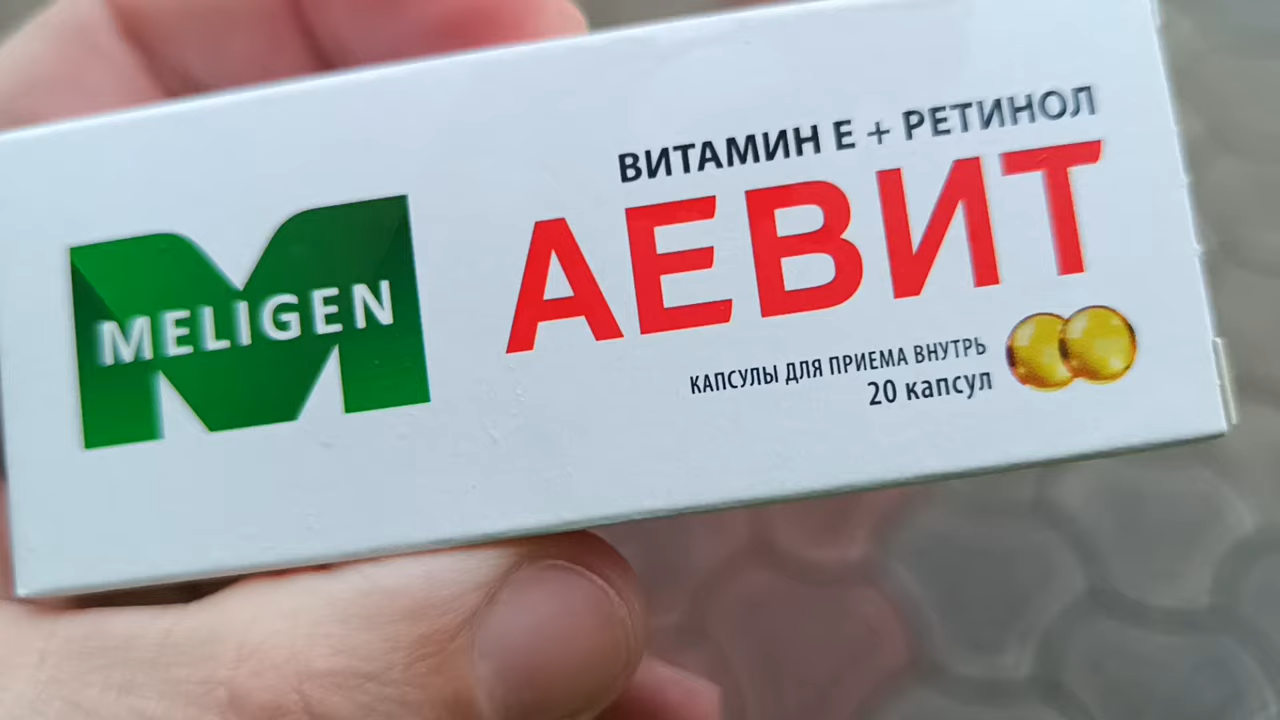 MELIGEN
ВИТАМИН Е + РЕТИНОЛ
АЕВИТ
КАПСУЛЫ ДЛЯ ПРИЕМА ВНУТРЬ
20 капсул